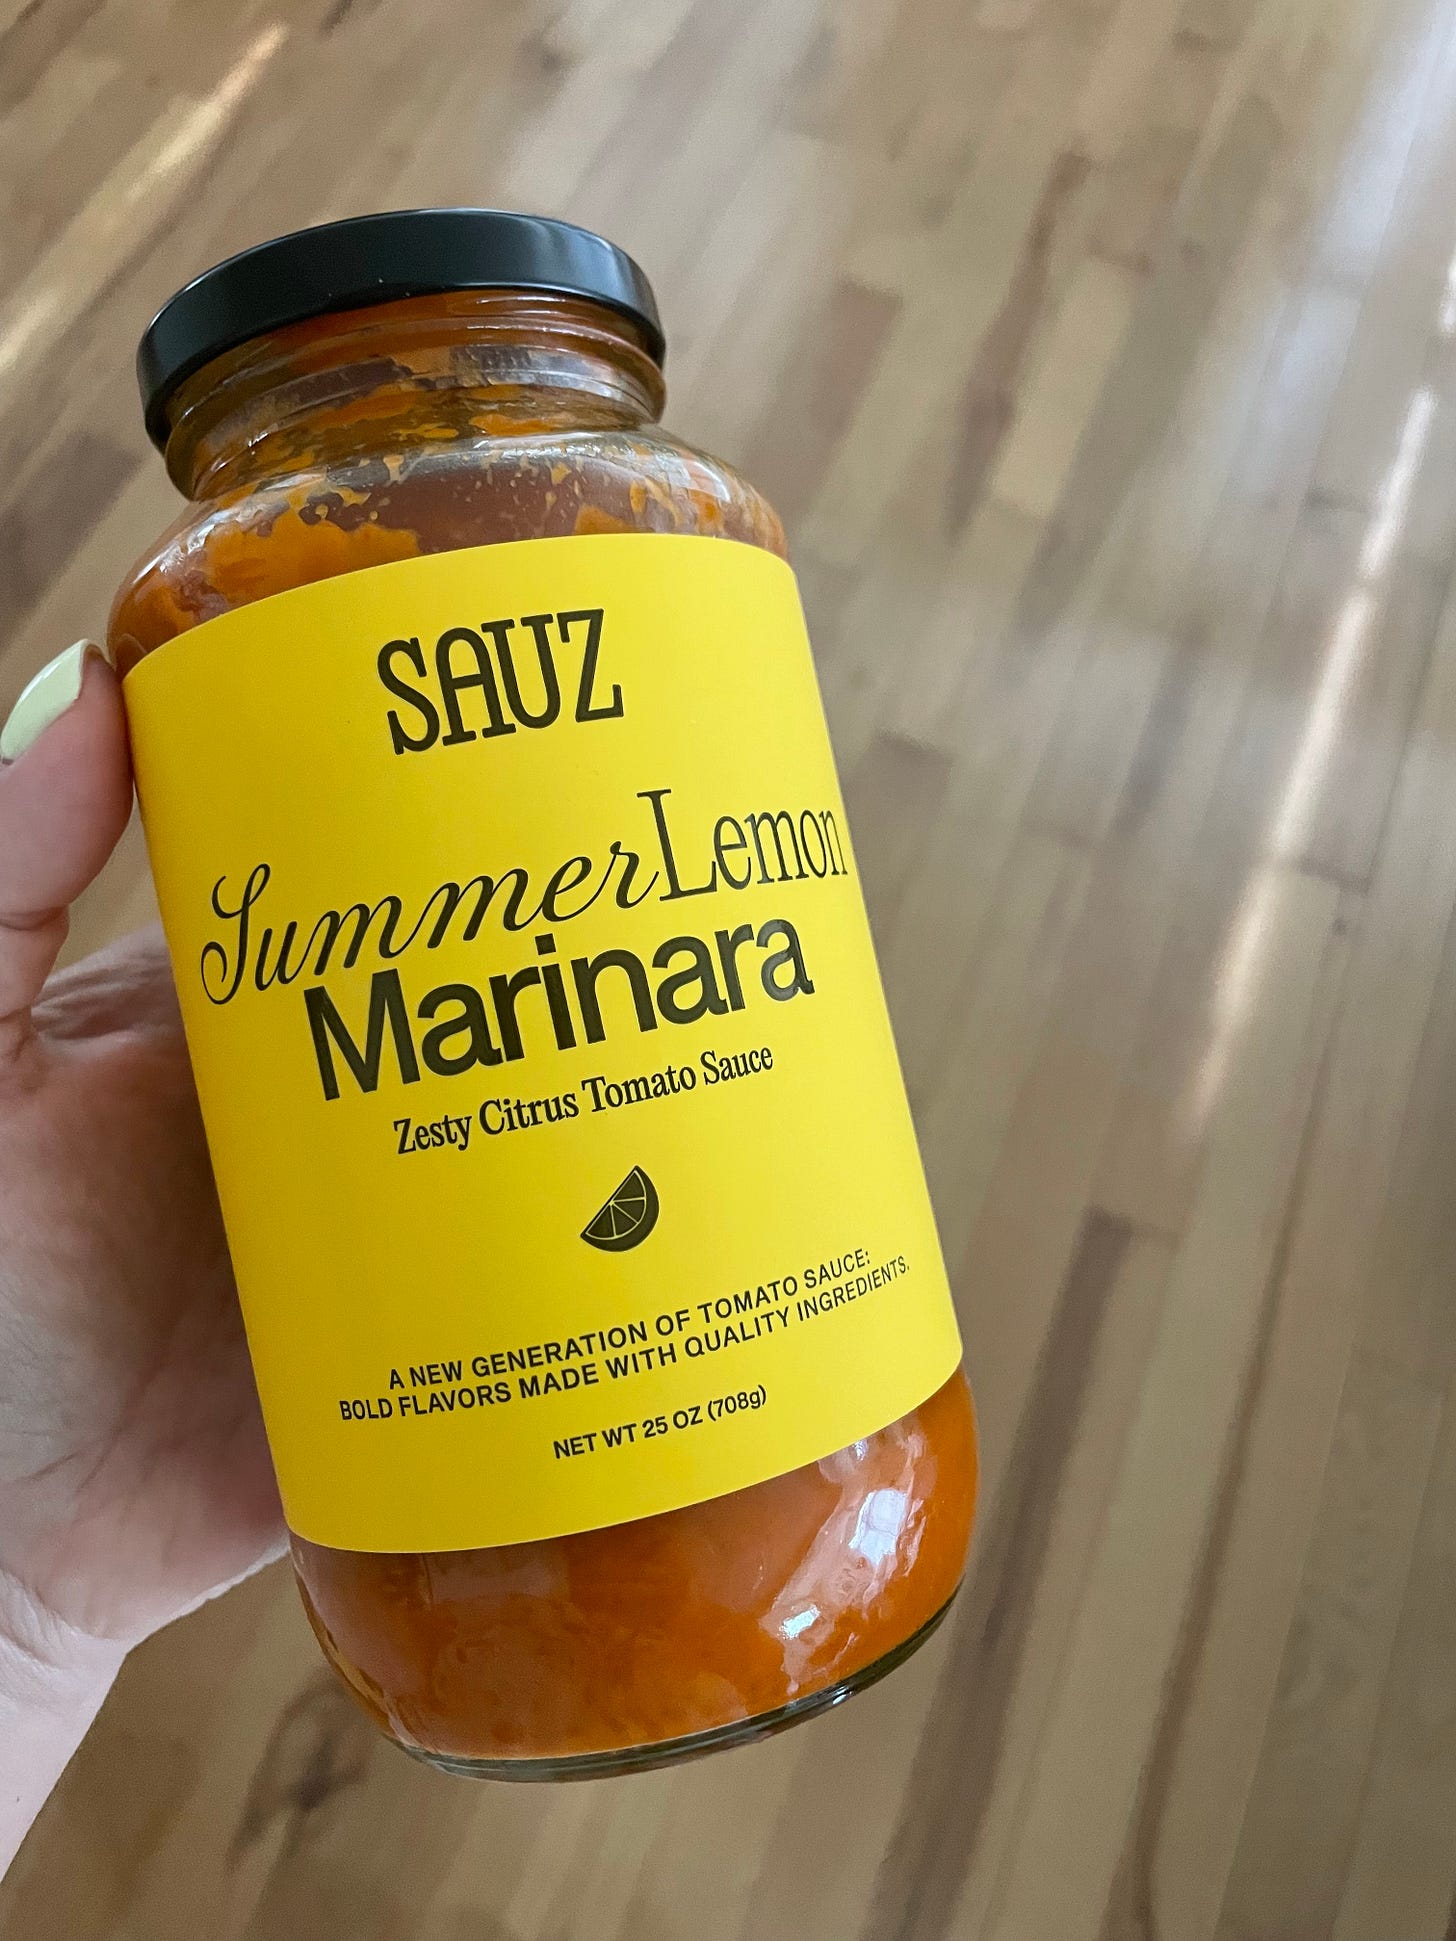 SAUZ
Summer Lemon
Marinara
Zesty Citrus Tomato Sauce
A NEW GENERATION OF TOMATO SAUCE:
BOLD FLAVORS MADE WITH QUALITY INGREDIENTS.
NET WT 25 OZ (708g)